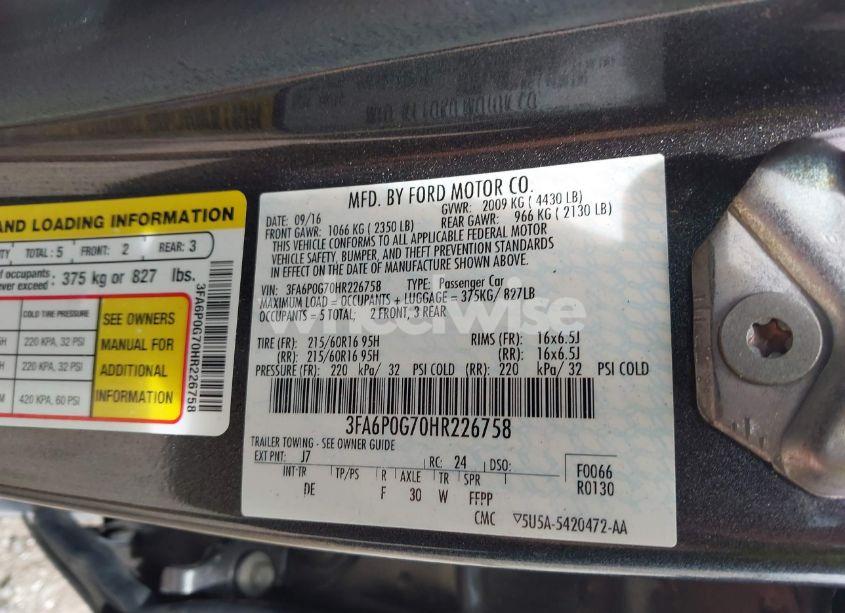 MFD. BY FORD MOTOR CO.
DATE: 09/16 GVWR: 2009 KG ( 4430 LB)
FRONT GAWR: 1066 KG ( 2350 LB) REAR GAWR: 966 KG ( 2130 LB)
THIS VEHICLE CONFORMS TO ALL APPLICABLE FEDERAL MOTOR
VEHICLE SAFETY, BUMPER, AND THEFT PREVENTION STANDARDS
IN EFFECT ON THE DATE OF MANUFACTURE SHOWN ABOVE.
VIN: 3FA6P0G70HR226758 TYPE: Passenger Car
MAXIMUM LOAD = OCCUPANTS + LUGGAGE = 375KG/ 827LB
OCCUPANTS = 5 TOTAL: 2 FRONT, 3 REAR
TIRE (FR): 215/60R16 95H RIMS (FR): 16x6.5J
(RR): 215/60R16 95H (RR): 16x6.5J
PRESSURE (FR): 220 kPa/ 32 PSI COLD (RR): 220 kPa/ 32 PSI COLD
3FA6P0G70HR226758
TRAILER TOWING - SEE OWNER GUIDE
EXT PNT: J7 RC: 24 DSO:
INT TR TP/PS R AXLE TR SPR
DE F 30 W FFPP
F0066
R0130
CMC ▽5U5A-5420472-AA
AND LOADING INFORMATION
TOTAL: 5 FRONT: 2 REAR: 3
of occupants
ever exceed: 375 kg or 827 lbs.
COLD TIRE PRESSURE
220 KPA, 32 PSI
220 KPA, 32 PSI
420 KPA, 60 PSI
SEE OWNERS
MANUAL FOR
ADDITIONAL
INFORMATION
3FA6P0G70HR226758
wheelwise